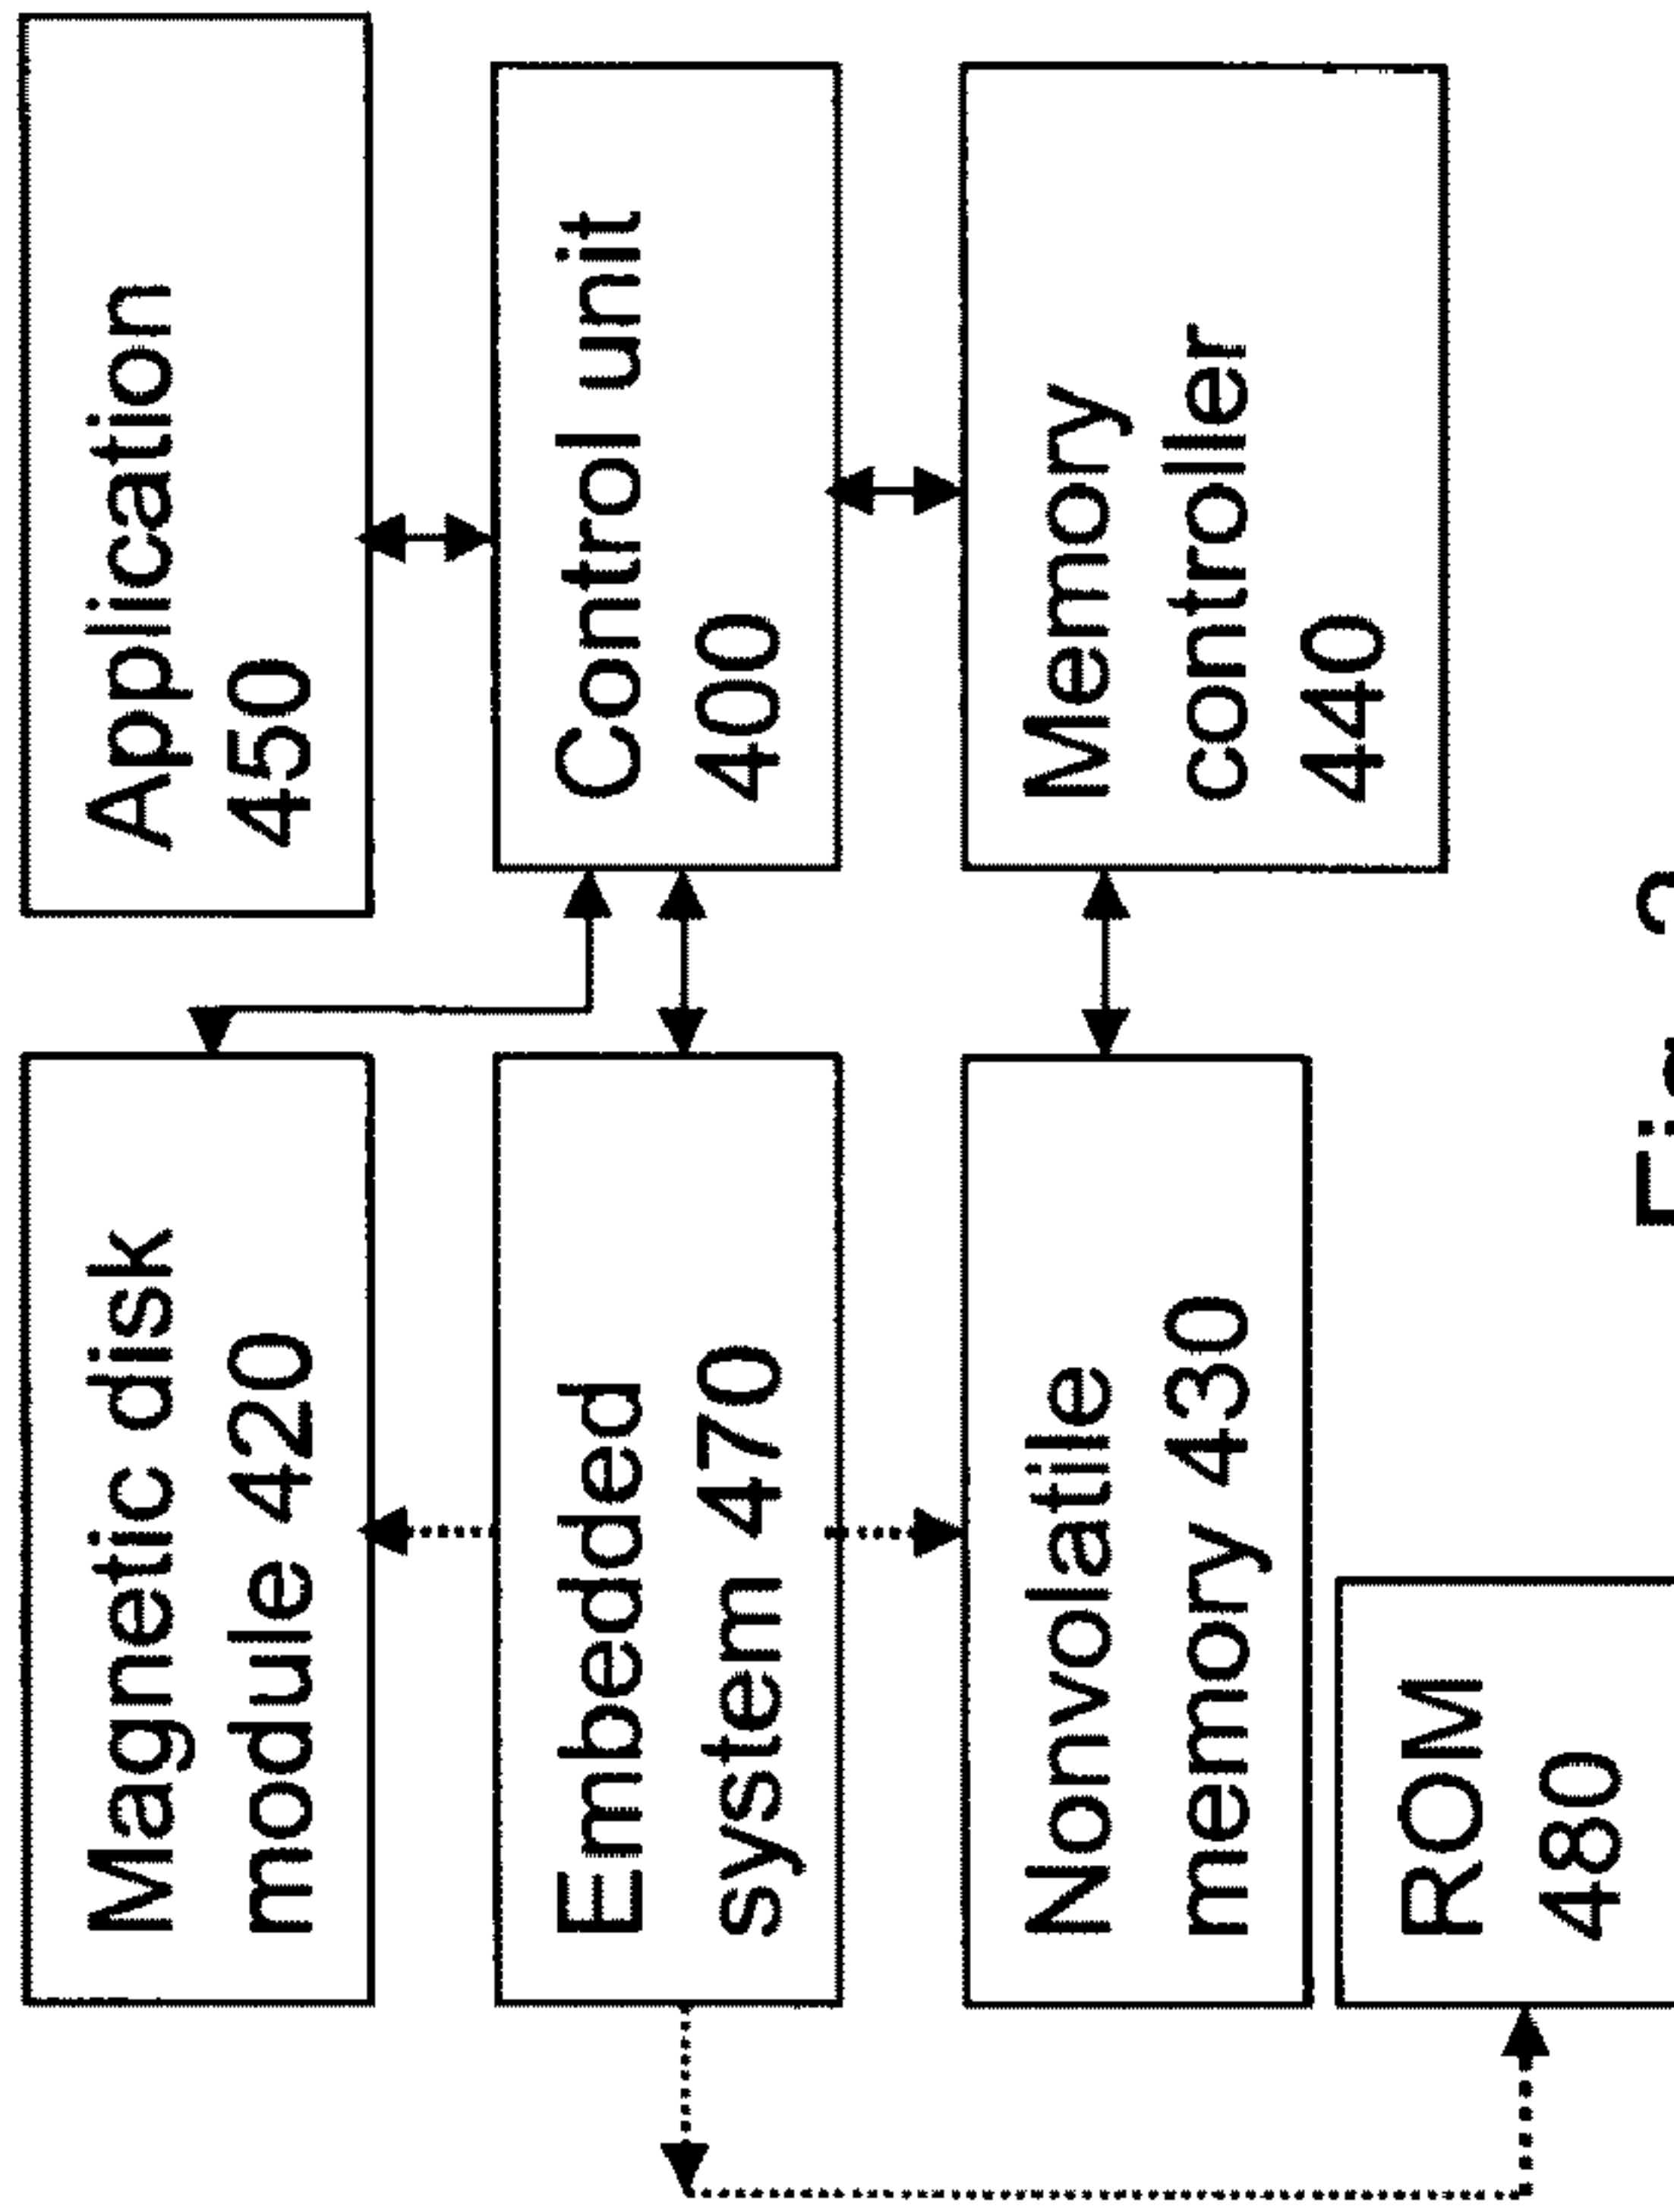 Magnetic disk
module 420
Application
450
Embedded
system 470
Control unit
400
Nonvolatile
memory 430
Memory
controller
440
ROM
480
Fig